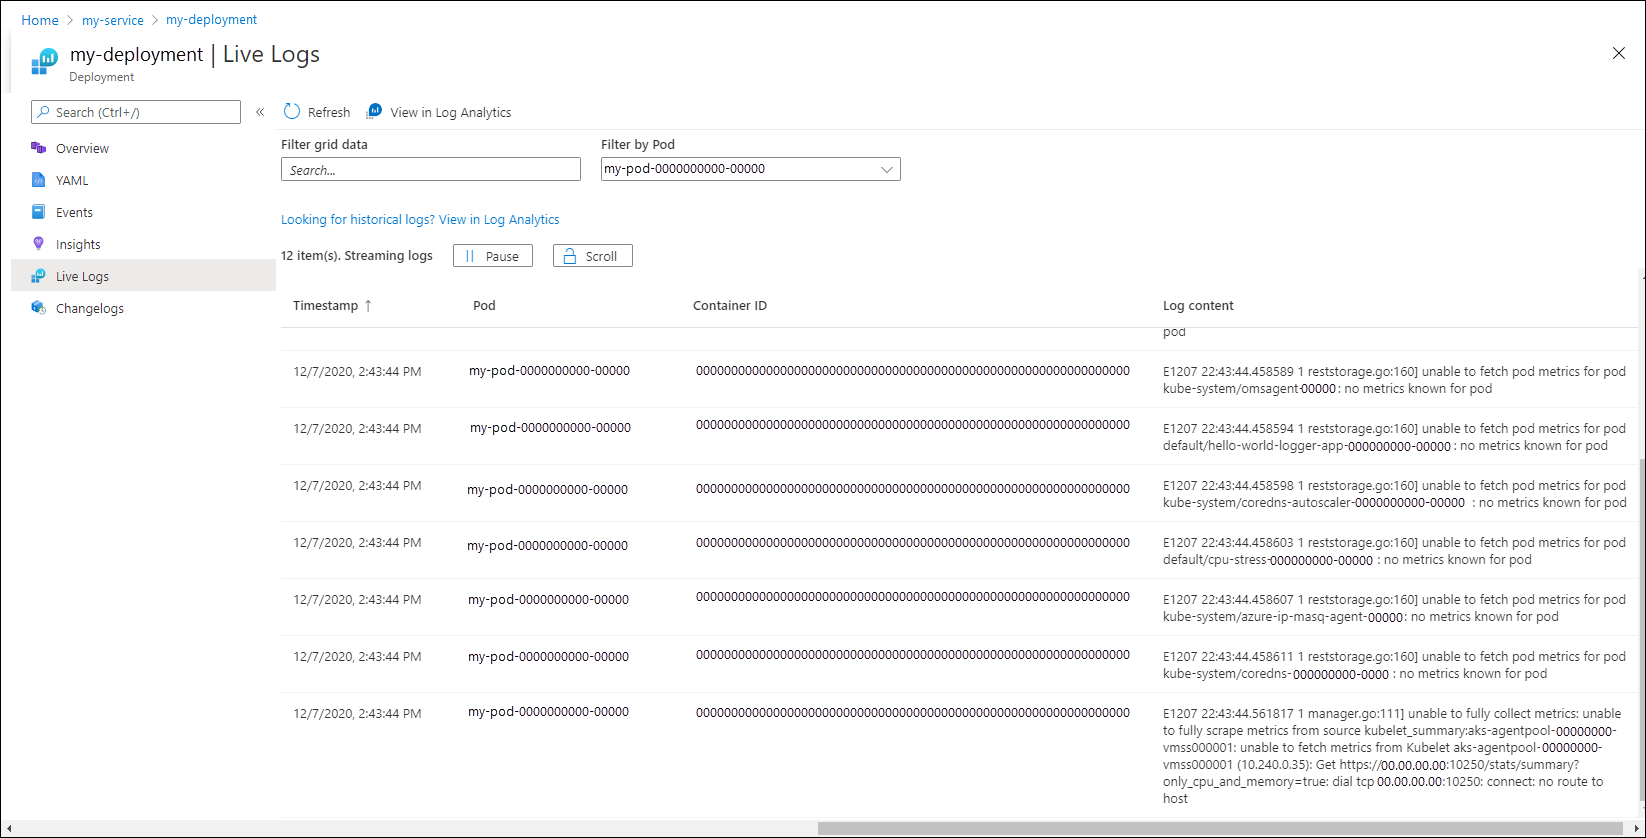 Home > my-service > my-deployment
my-deployment | Live Logs
Deployment
Search (Ctrl+/)
«
Refresh
View in Log Analytics
Overview
YAML
Events
Insights
Live Logs
Changelogs
Filter grid data
Filter by Pod
Search...
my-pod-0000000000-00000
Looking for historical logs? View in Log Analytics
12 item(s). Streaming logs
Pause
Scroll
Timestamp ↑ Pod Container ID Log content
pod
12/7/2020, 2:43:44 PM my-pod-0000000000-00000 00000000000000000000000000000000000000000000000000000000000000 E1207 22:43:44.458589 1 reststorage.go:160] unable to fetch pod metrics for pod
kube-system/omsagent-00000: no metrics known for pod
12/7/2020, 2:43:44 PM my-pod-0000000000-00000 00000000000000000000000000000000000000000000000000000000000000 E1207 22:43:44.458594 1 reststorage.go:160] unable to fetch pod metrics for pod
default/hello-world-logger-app-000000000-00000 : no metrics known for pod
12/7/2020, 2:43:44 PM my-pod-0000000000-00000 00000000000000000000000000000000000000000000000000000000000000 E1207 22:43:44.458598 1 reststorage.go:160] unable to fetch pod metrics for pod
kube-system/coredns-autoscaler-0000000000-00000 : no metrics known for pod
12/7/2020, 2:43:44 PM my-pod-0000000000-00000 00000000000000000000000000000000000000000000000000000000000000 E1207 22:43:44.458603 1 reststorage.go:160] unable to fetch pod metrics for pod
default/cpu-stress-000000000-00000 : no metrics known for pod
12/7/2020, 2:43:44 PM my-pod-0000000000-00000 00000000000000000000000000000000000000000000000000000000000000 E1207 22:43:44.458607 1 reststorage.go:160] unable to fetch pod metrics for pod
kube-system/azure-ip-masq-agent-00000: no metrics known for pod
12/7/2020, 2:43:44 PM my-pod-0000000000-00000 00000000000000000000000000000000000000000000000000000000000000 E1207 22:43:44.458611 1 reststorage.go:160] unable to fetch pod metrics for pod
kube-system/coredns-000000000-0000 : no metrics known for pod
12/7/2020, 2:43:44 PM my-pod-0000000000-00000 00000000000000000000000000000000000000000000000000000000000000 E1207 22:43:44.561817 1 manager.go:111] unable to fully collect metrics: unable
to fully scrape metrics from source kubelet_summary:aks-agentpool-00000000-
vmss000001: unable to fetch metrics from Kubelet aks-agentpool-00000000-
vmss000001 (10.240.0.35): Get https://00.00.00.00:10250/stats/summary?
only_cpu_and_memory=true: dial tcp 00.00.00.00:10250: connect: no route to
host